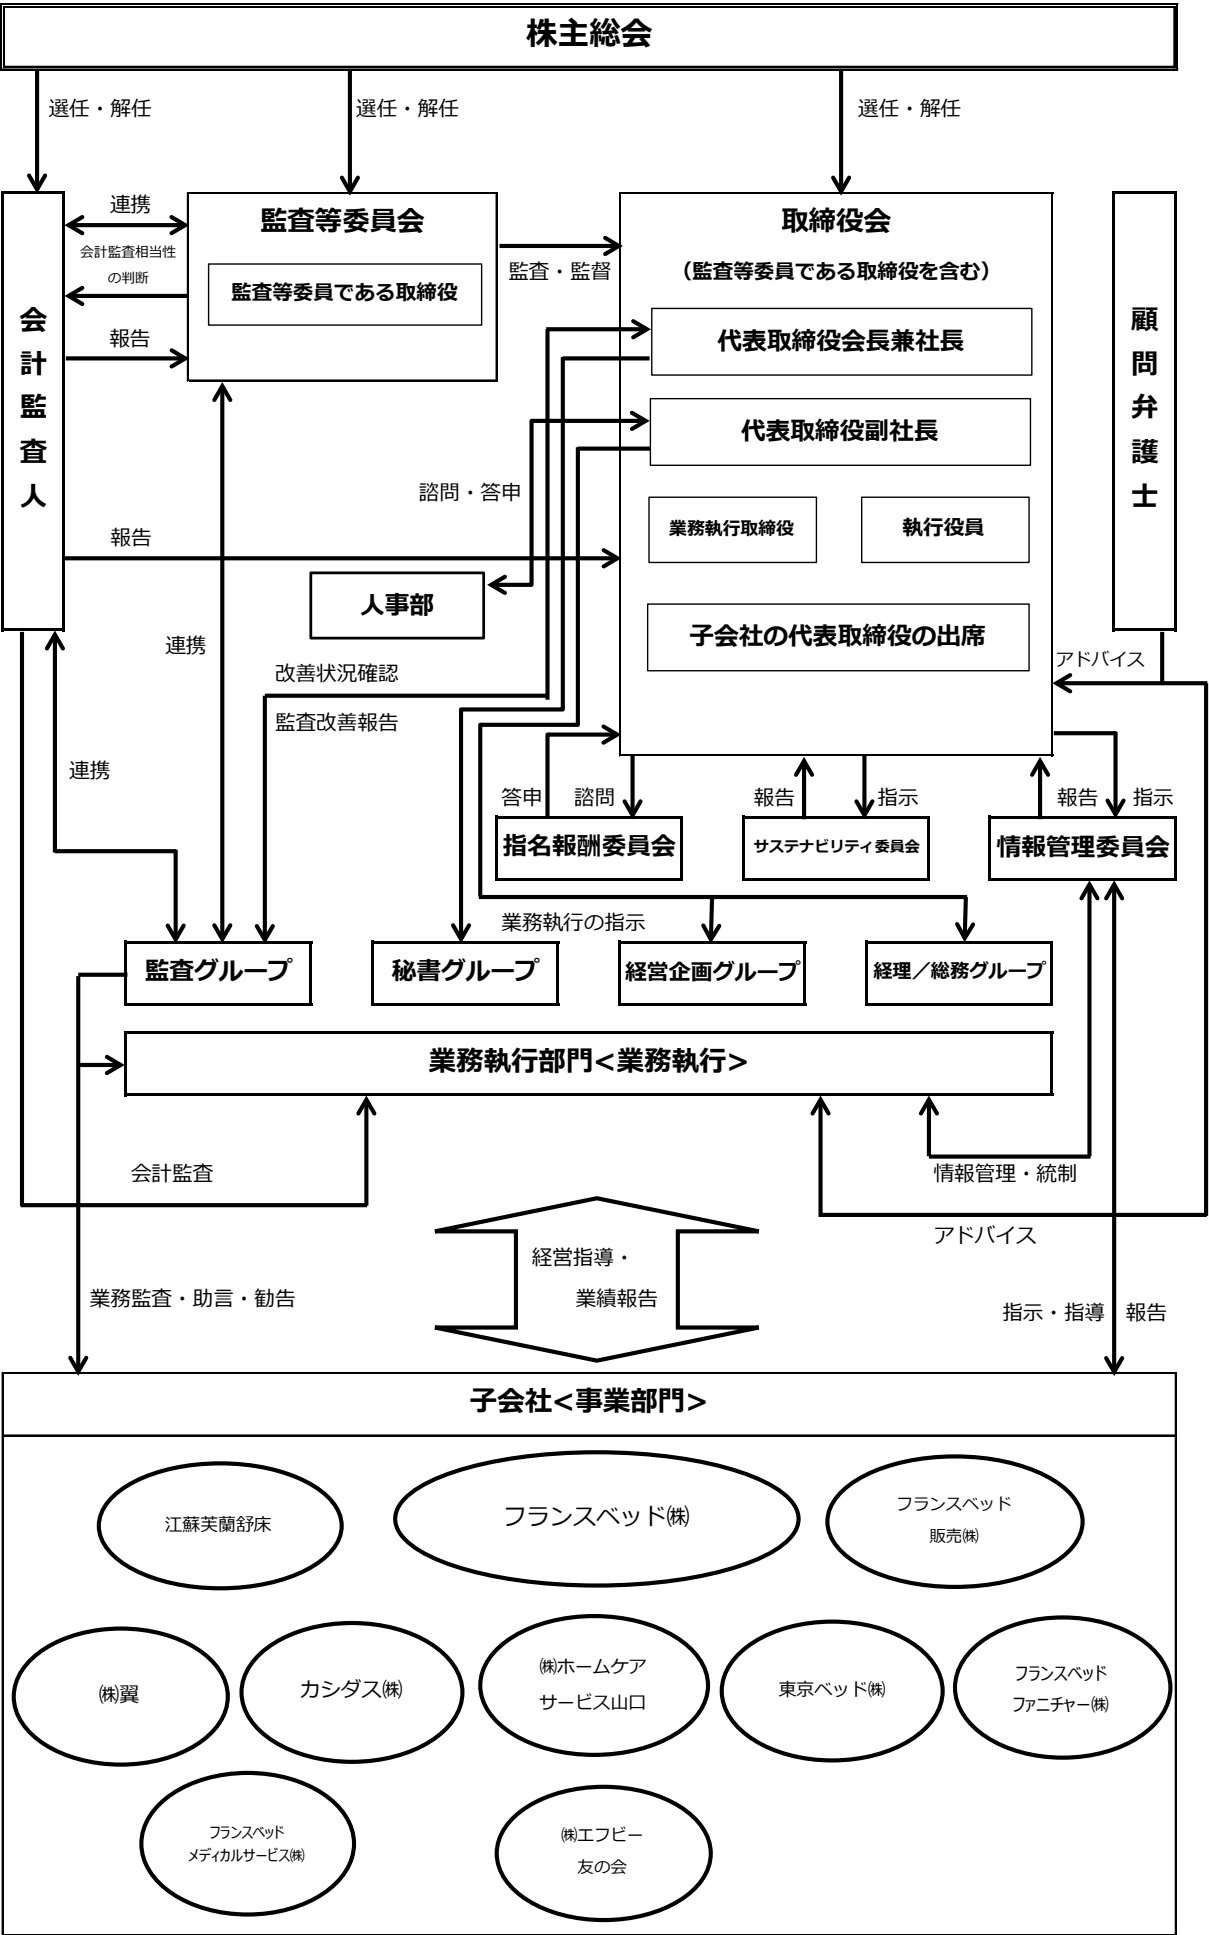 株主総会
選任・解任
選任・解任
選任・解任
会計監査人
連携
会計監査相当性
の判断
報告
監査等委員会
監査等委員である取締役
監査・監督
取締役会
（監査等委員である取締役を含む）
代表取締役会長兼社長
代表取締役副社長
業務執行取締役
執行役員
子会社の代表取締役の出席
顧問弁護士
諮問・答申
報告
人事部
連携
改善状況確認
監査改善報告
アドバイス
連携
答申
諮問
報告
指示
報告
指示
指名報酬委員会
サステナビリティ委員会
情報管理委員会
業務執行の指示
監査グループ
秘書グループ
経営企画グループ
経理／総務グループ
業務執行部門<業務執行>
会計監査
情報管理・統制
アドバイス
経営指導・
業績報告
業務監査・助言・勧告
指示・指導
報告
子会社<事業部門>
江蘇芙蘭舒床
フランスベッド㈱
フランスベッド
販売㈱
㈱翼
カシダス㈱
㈱ホームケア
サービス山口
東京ベッド㈱
フランスベッド
ファニチャー㈱
フランスベッド
メディカルサービス㈱
㈱エフビー
友の会